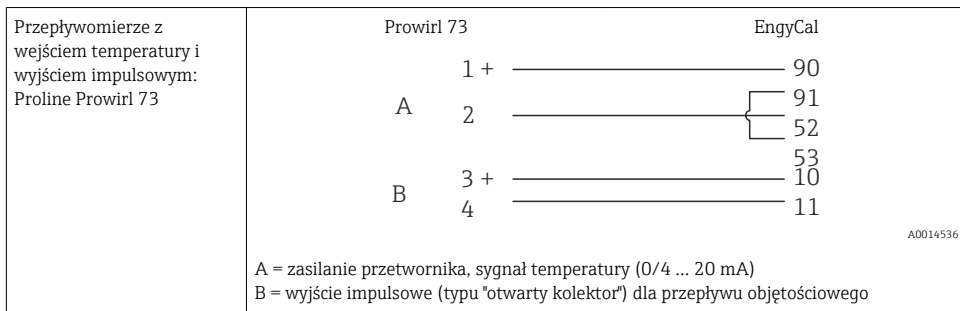 Przepływomierze z
wejściem temperatury i
wyjściem impulsowym:
Proline Prowirl 73
Prowirl 73 EngyCal
1 + 90
91
A 2
52
53
3 + 10
B
4 11
A0014536
A = zasilanie przetwornika, sygnał temperatury (0/4 ... 20 mA)
B = wyjście impulsowe (typu "otwarty kolektor") dla przepływu objętościowego